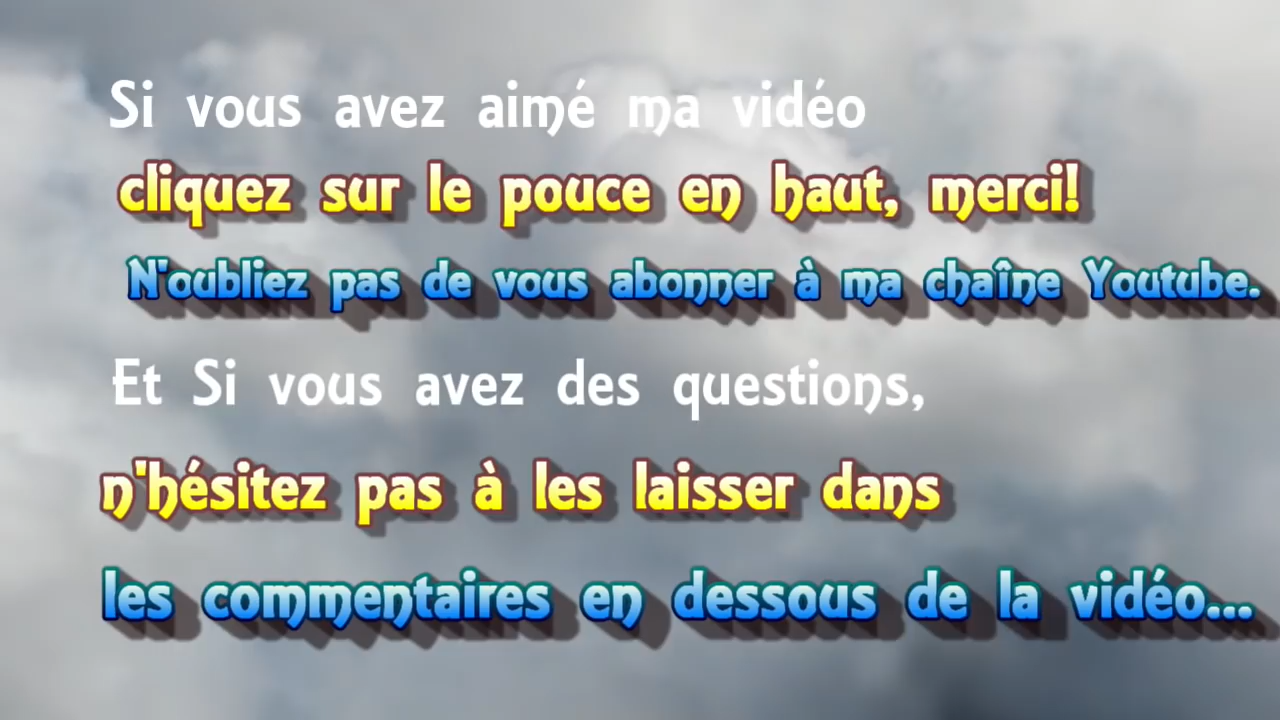 Si vous avez aimé ma vidéo
cliquez sur le pouce en haut, merci!
N'oubliez pas de vous abonner à ma chaîne Youtube.
Et Si vous avez des questions,
n'hésitez pas à les laisser dans
les commentaires en dessous de la vidéo...